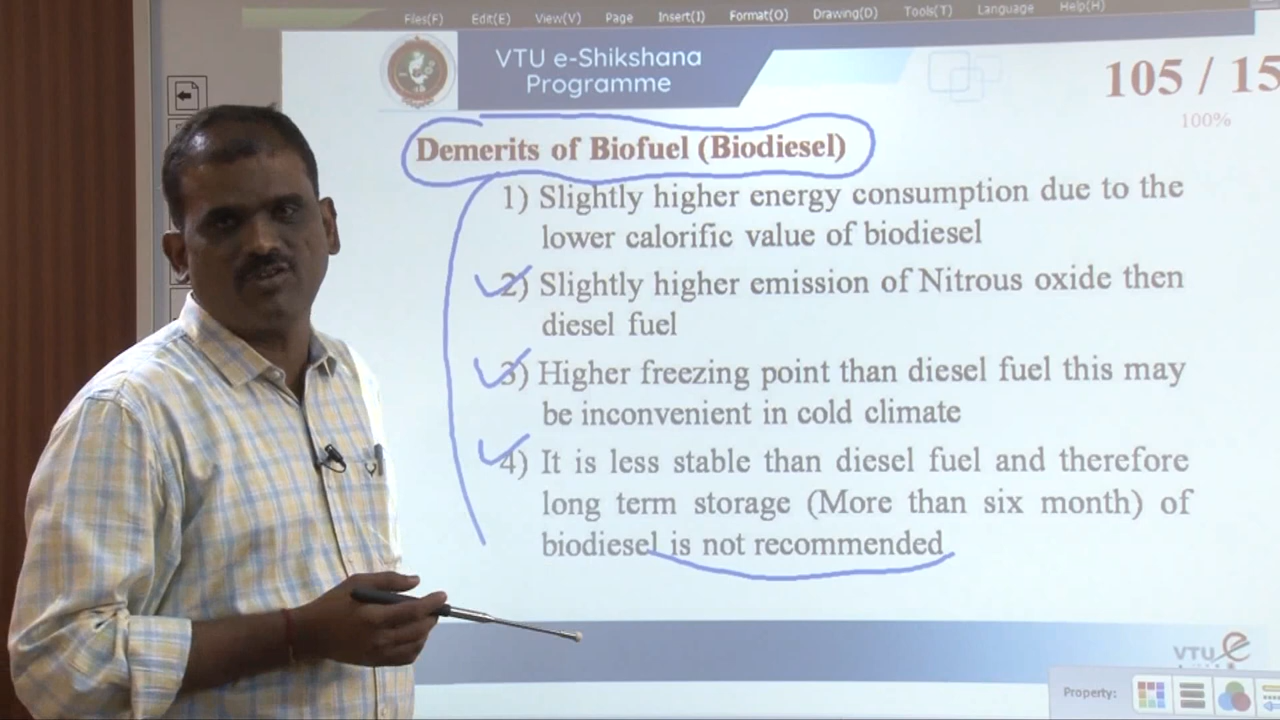 Files(F) Edit(E) View(V) Page Insert(I) Format(O) Drawing(D) Tools(T) Language Help(H)
VTU e-Shikshana
Programme
105 / 15
100%
Demerits of Biofuel (Biodiesel)
1) Slightly higher energy consumption due to the
lower calorific value of biodiesel
2) Slightly higher emission of Nitrous oxide then
diesel fuel
3) Higher freezing point than diesel fuel this may
be inconvenient in cold climate
4) It is less stable than diesel fuel and therefore
long term storage (More than six month) of
biodiesel is not recommended
VTU e
Property: